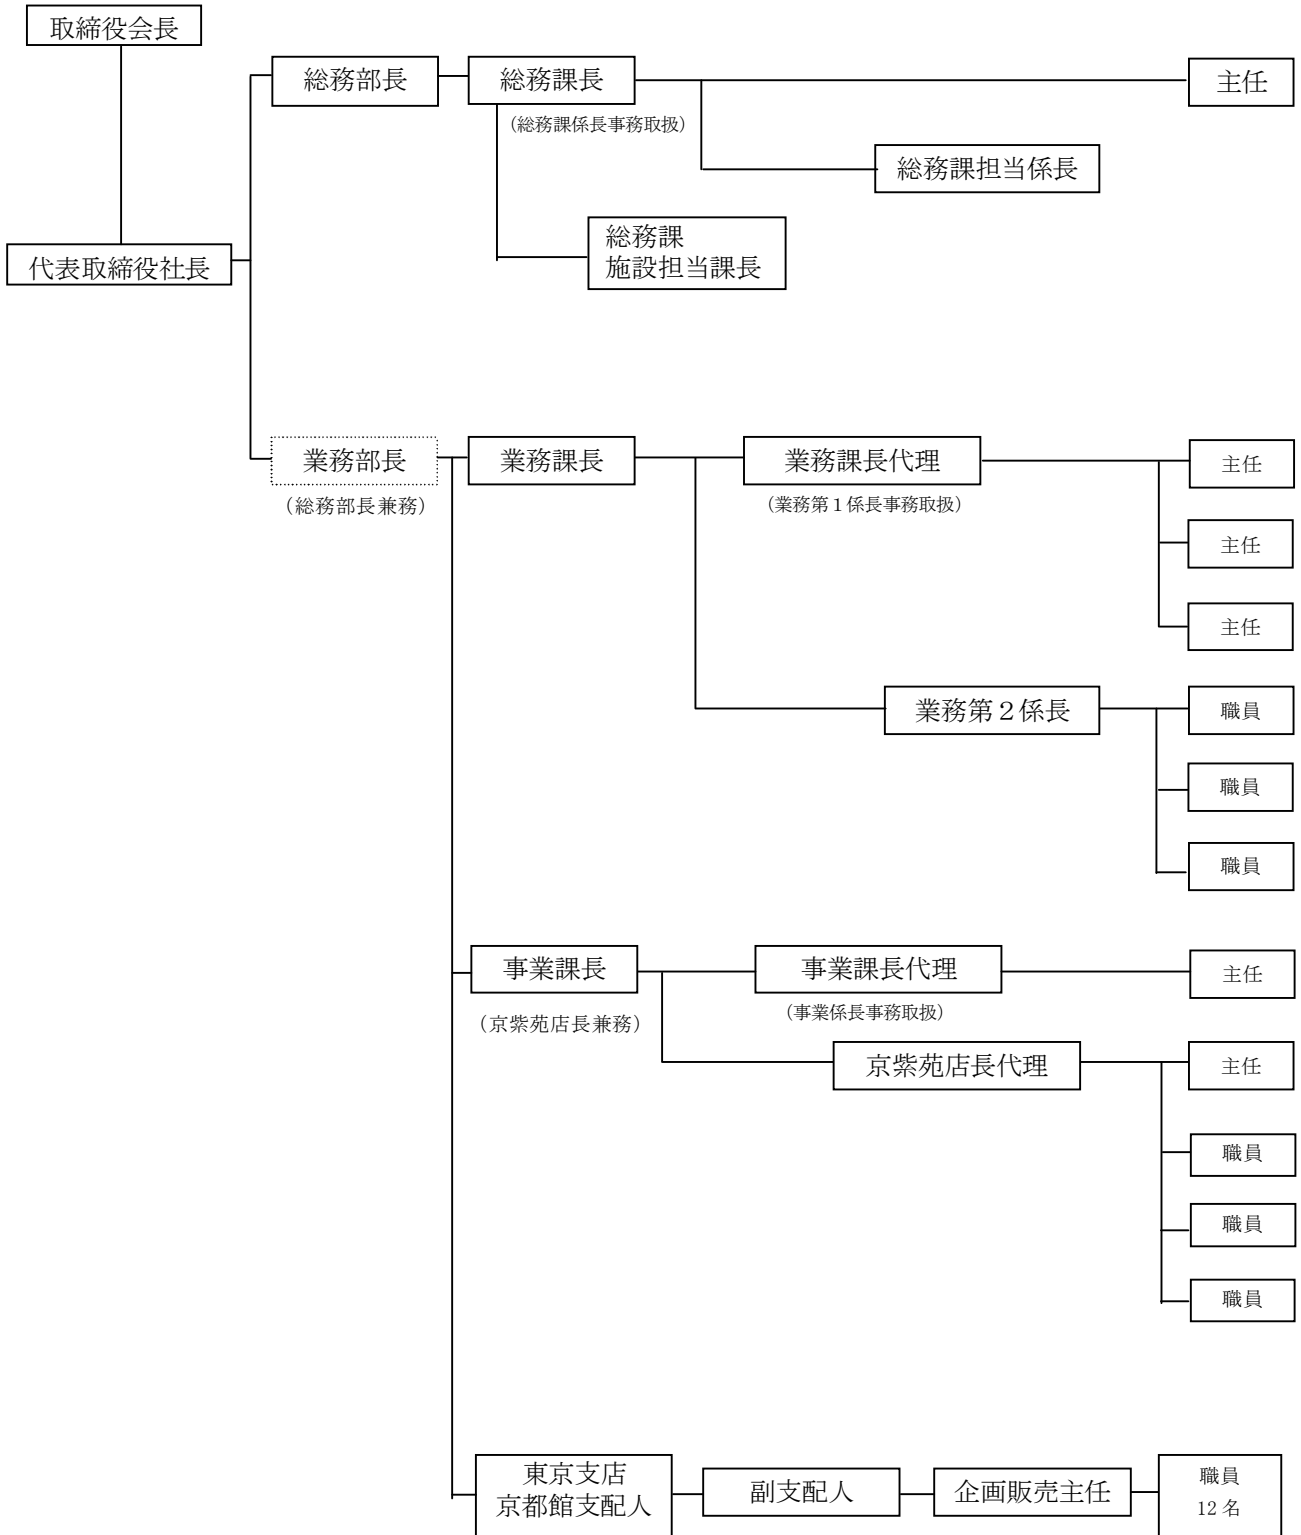 取締役会長
総務部長
総務課長
主任
（総務課係長事務取扱）
総務課担当係長
総務課
施設担当課長
代表取締役社長
業務部長
業務課長
業務課長代理
主任
（総務部長兼務）
（業務第１係長事務取扱）
主任
主任
業務第２係長
職員
職員
職員
事業課長
事業課長代理
主任
（京紫苑店長兼務）
（事業係長事務取扱）
京紫苑店長代理
主任
職員
職員
職員
東京支店
京都館支配人
副支配人
企画販売主任
職員
12 名